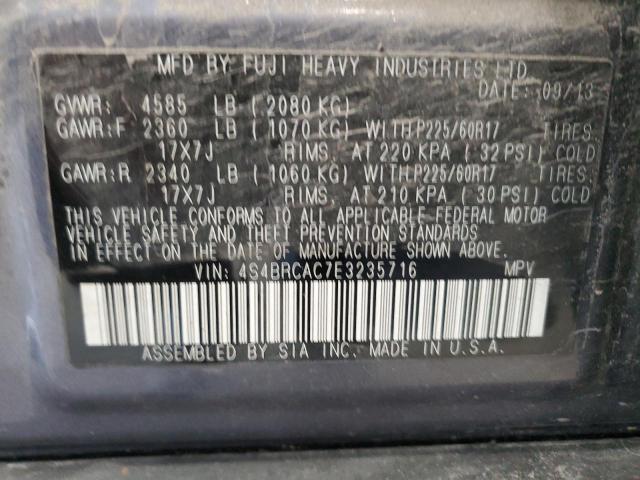 MFD BY FUJI HEAVY INDUSTRIES LTD.
DATE: 09/13
GVWR: 4585 LB ( 2080 KG)
GAWR:F 2360 LB ( 1070 KG) WITH P225/60R17 TIRES
17X7J RIMS, AT 220 KPA ( 32 PSI) COLD
GAWR:R 2340 LB ( 1060 KG) WITH P225/60R17 TIRES
17X7J RIMS, AT 210 KPA ( 30 PSI) COLD
THIS VEHICLE CONFORMS TO ALL APPLICABLE FEDERAL MOTOR
VEHICLE SAFETY AND THEFT PREVENTION STANDARDS
IN EFFECT ON THE DATE OF MANUFACTURE SHOWN ABOVE.
VIN: 4S4BRCAC7E3235716 MPV
ASSEMBLED BY SIA INC. MADE IN U.S.A.